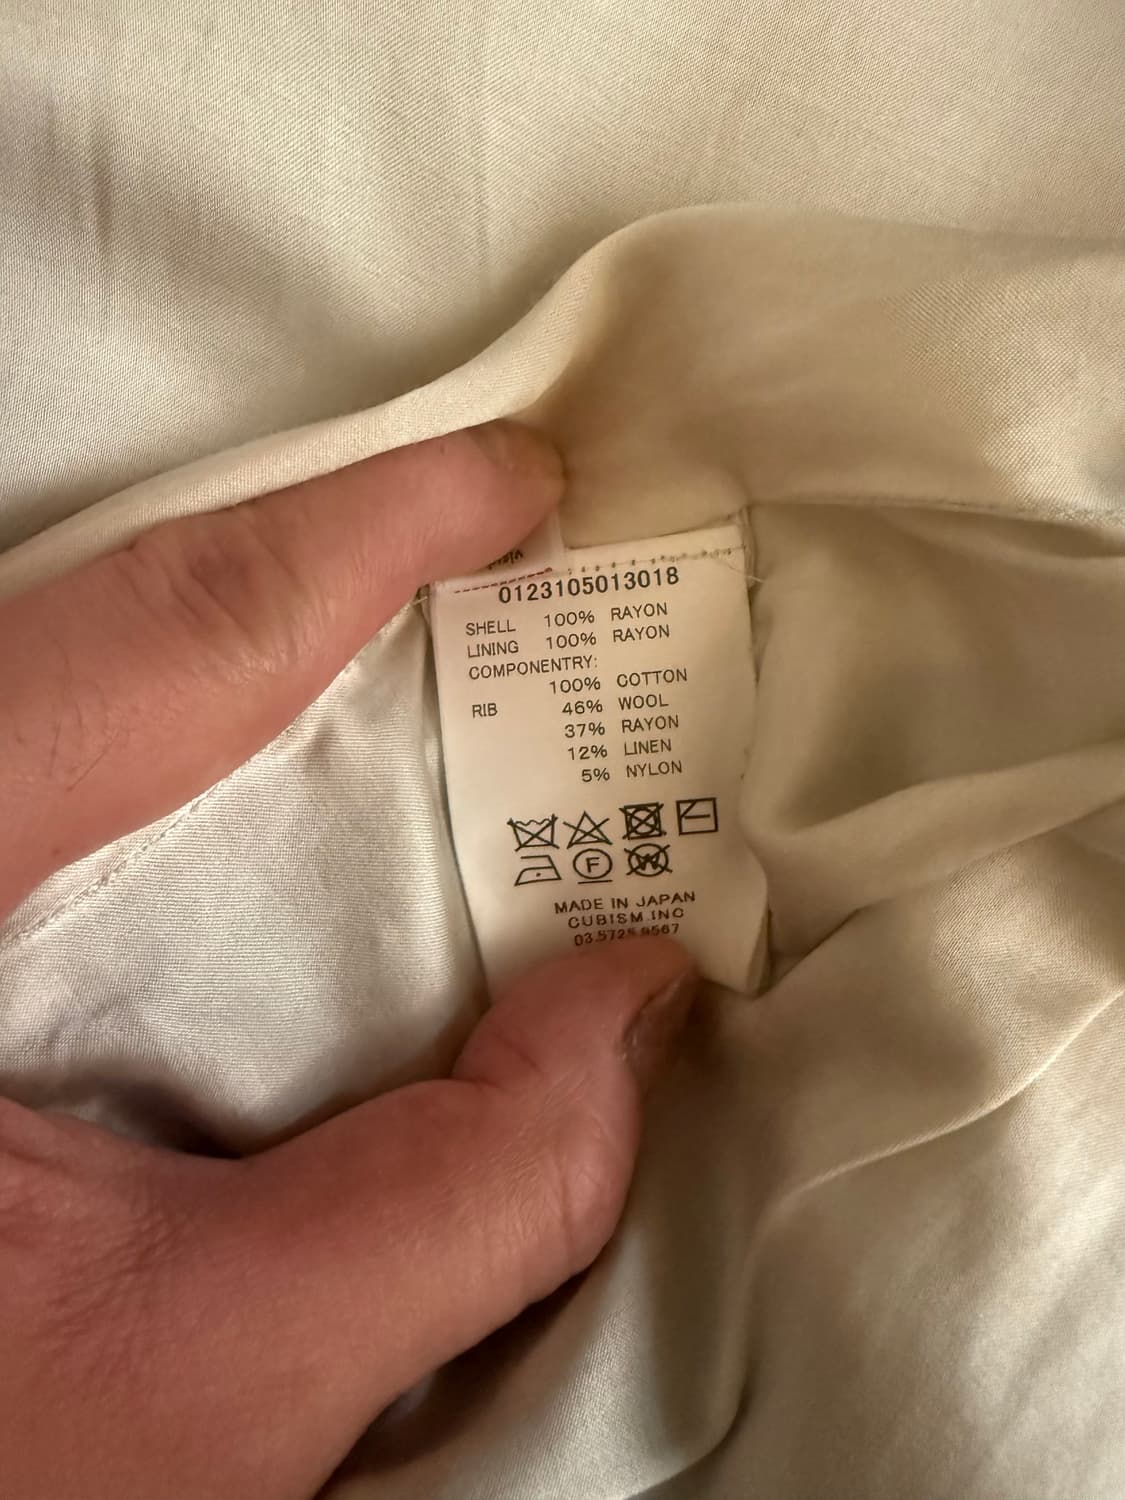 0123105013018
SHELL 100% RAYON
LINING 100% RAYON
COMPONENTRY:
100% COTTON
RIB 46% WOOL
37% RAYON
12% LINEN
5% NYLON
F
W
MADE IN JAPAN
CUBISM.INC
03.5725.9567